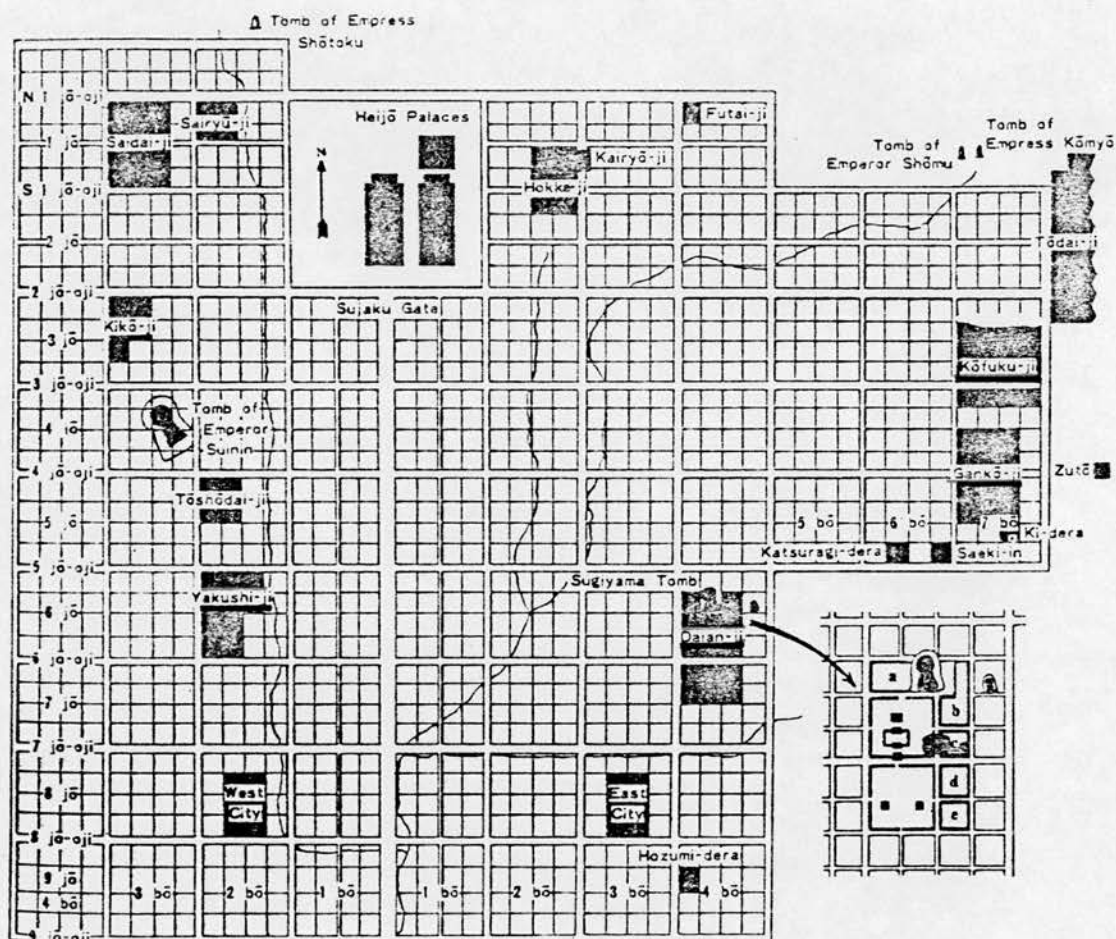 Tomb of Empress
Shōtoku
N 1 jō-oji
Saidai-ji
Sairyū-ji
Heijō Palaces
N
Futai-ji
Kairyō-ji
Hokke-ji
Tomb of
Emperor Shōmu
Tomb of
Empress Kōmyō
1 jō
S 1 jō-oji
2 jō
Tōdai-ji
2 jō-oji
Sujaku Gate
Kikō-ji
3 jō
Kōfuku-ji
3 jō-oji
Tomb of
Emperor
Suinin
4 jō
4 jō-oji
Gankō-ji
Zutō
Tōshōdai-ji
5 jō
5 bō
6 bō
7 bō
Ki-dera
Katsuragi-dera
Saeki-in
5 jō-oji
Sugiyama Tomb
Yakushi-ji
6 jō
Daian-ji
6 jō-oji
a
b
c
d
e
7 jō
7 jō-oji
8 jō
West
City
East
City
8 jō-oji
Hozumi-dera
9 jō
4 bō
3 bō
2 bō
1 bō
1 bō
2 bō
3 bō
4 bō
9 jō-oji